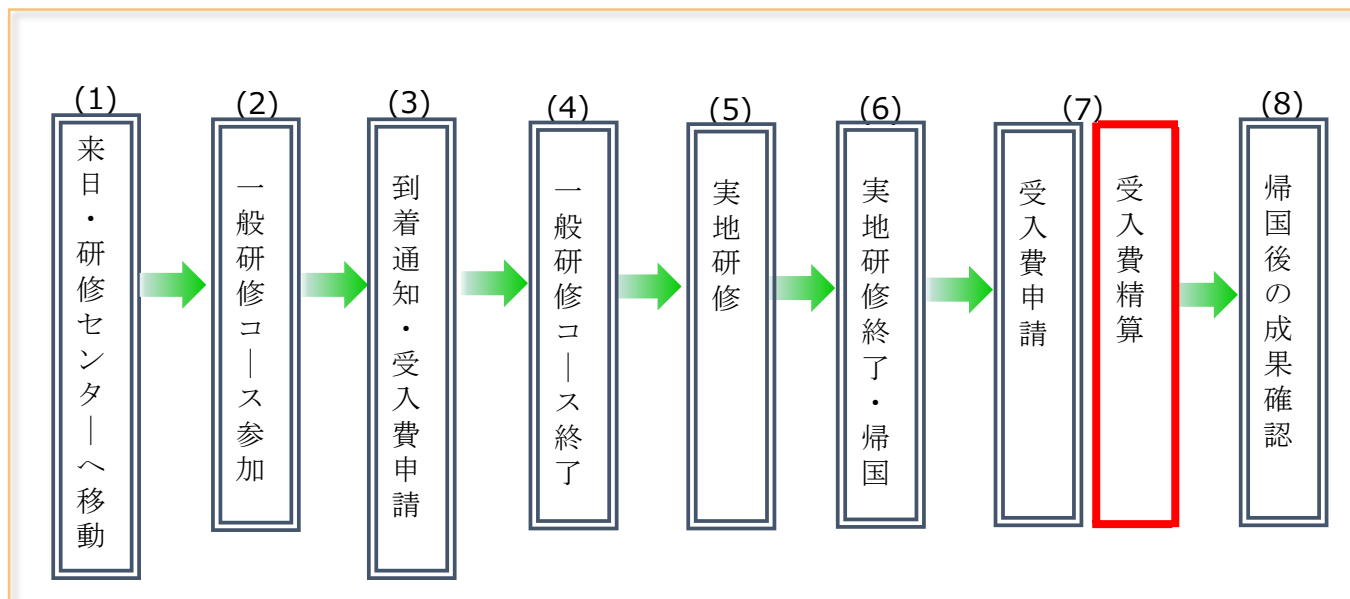 (1)
来日・研修センターへ移動
(2)
一般研修コース参加
(3)
到着通知・受入費申請
(4)
一般研修コース終了
(5)
実地研修
(6)
実地研修終了・帰国
(7)
受入費申請
受入費精算
(8)
帰国後の成果確認